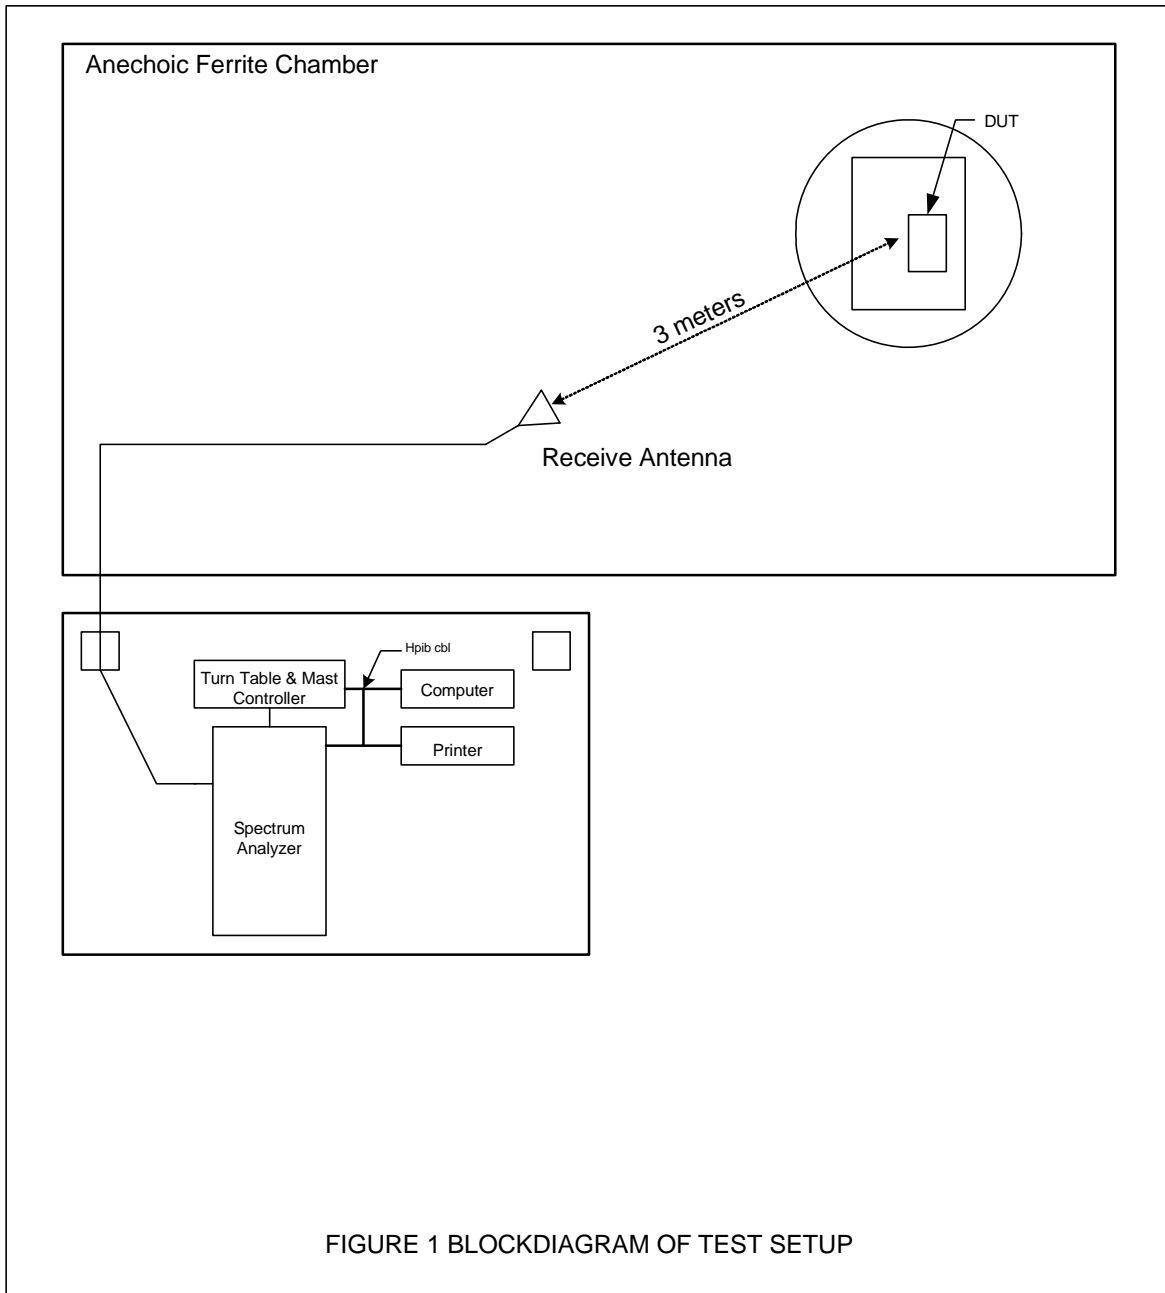 Anechoic Ferrite Chamber
DUT
3 meters
Receive Antenna
Hpib cbl
Turn Table & Mast
Controller
Computer
Printer
Spectrum
Analyzer
FIGURE 1 BLOCKDIAGRAM OF TEST SETUP